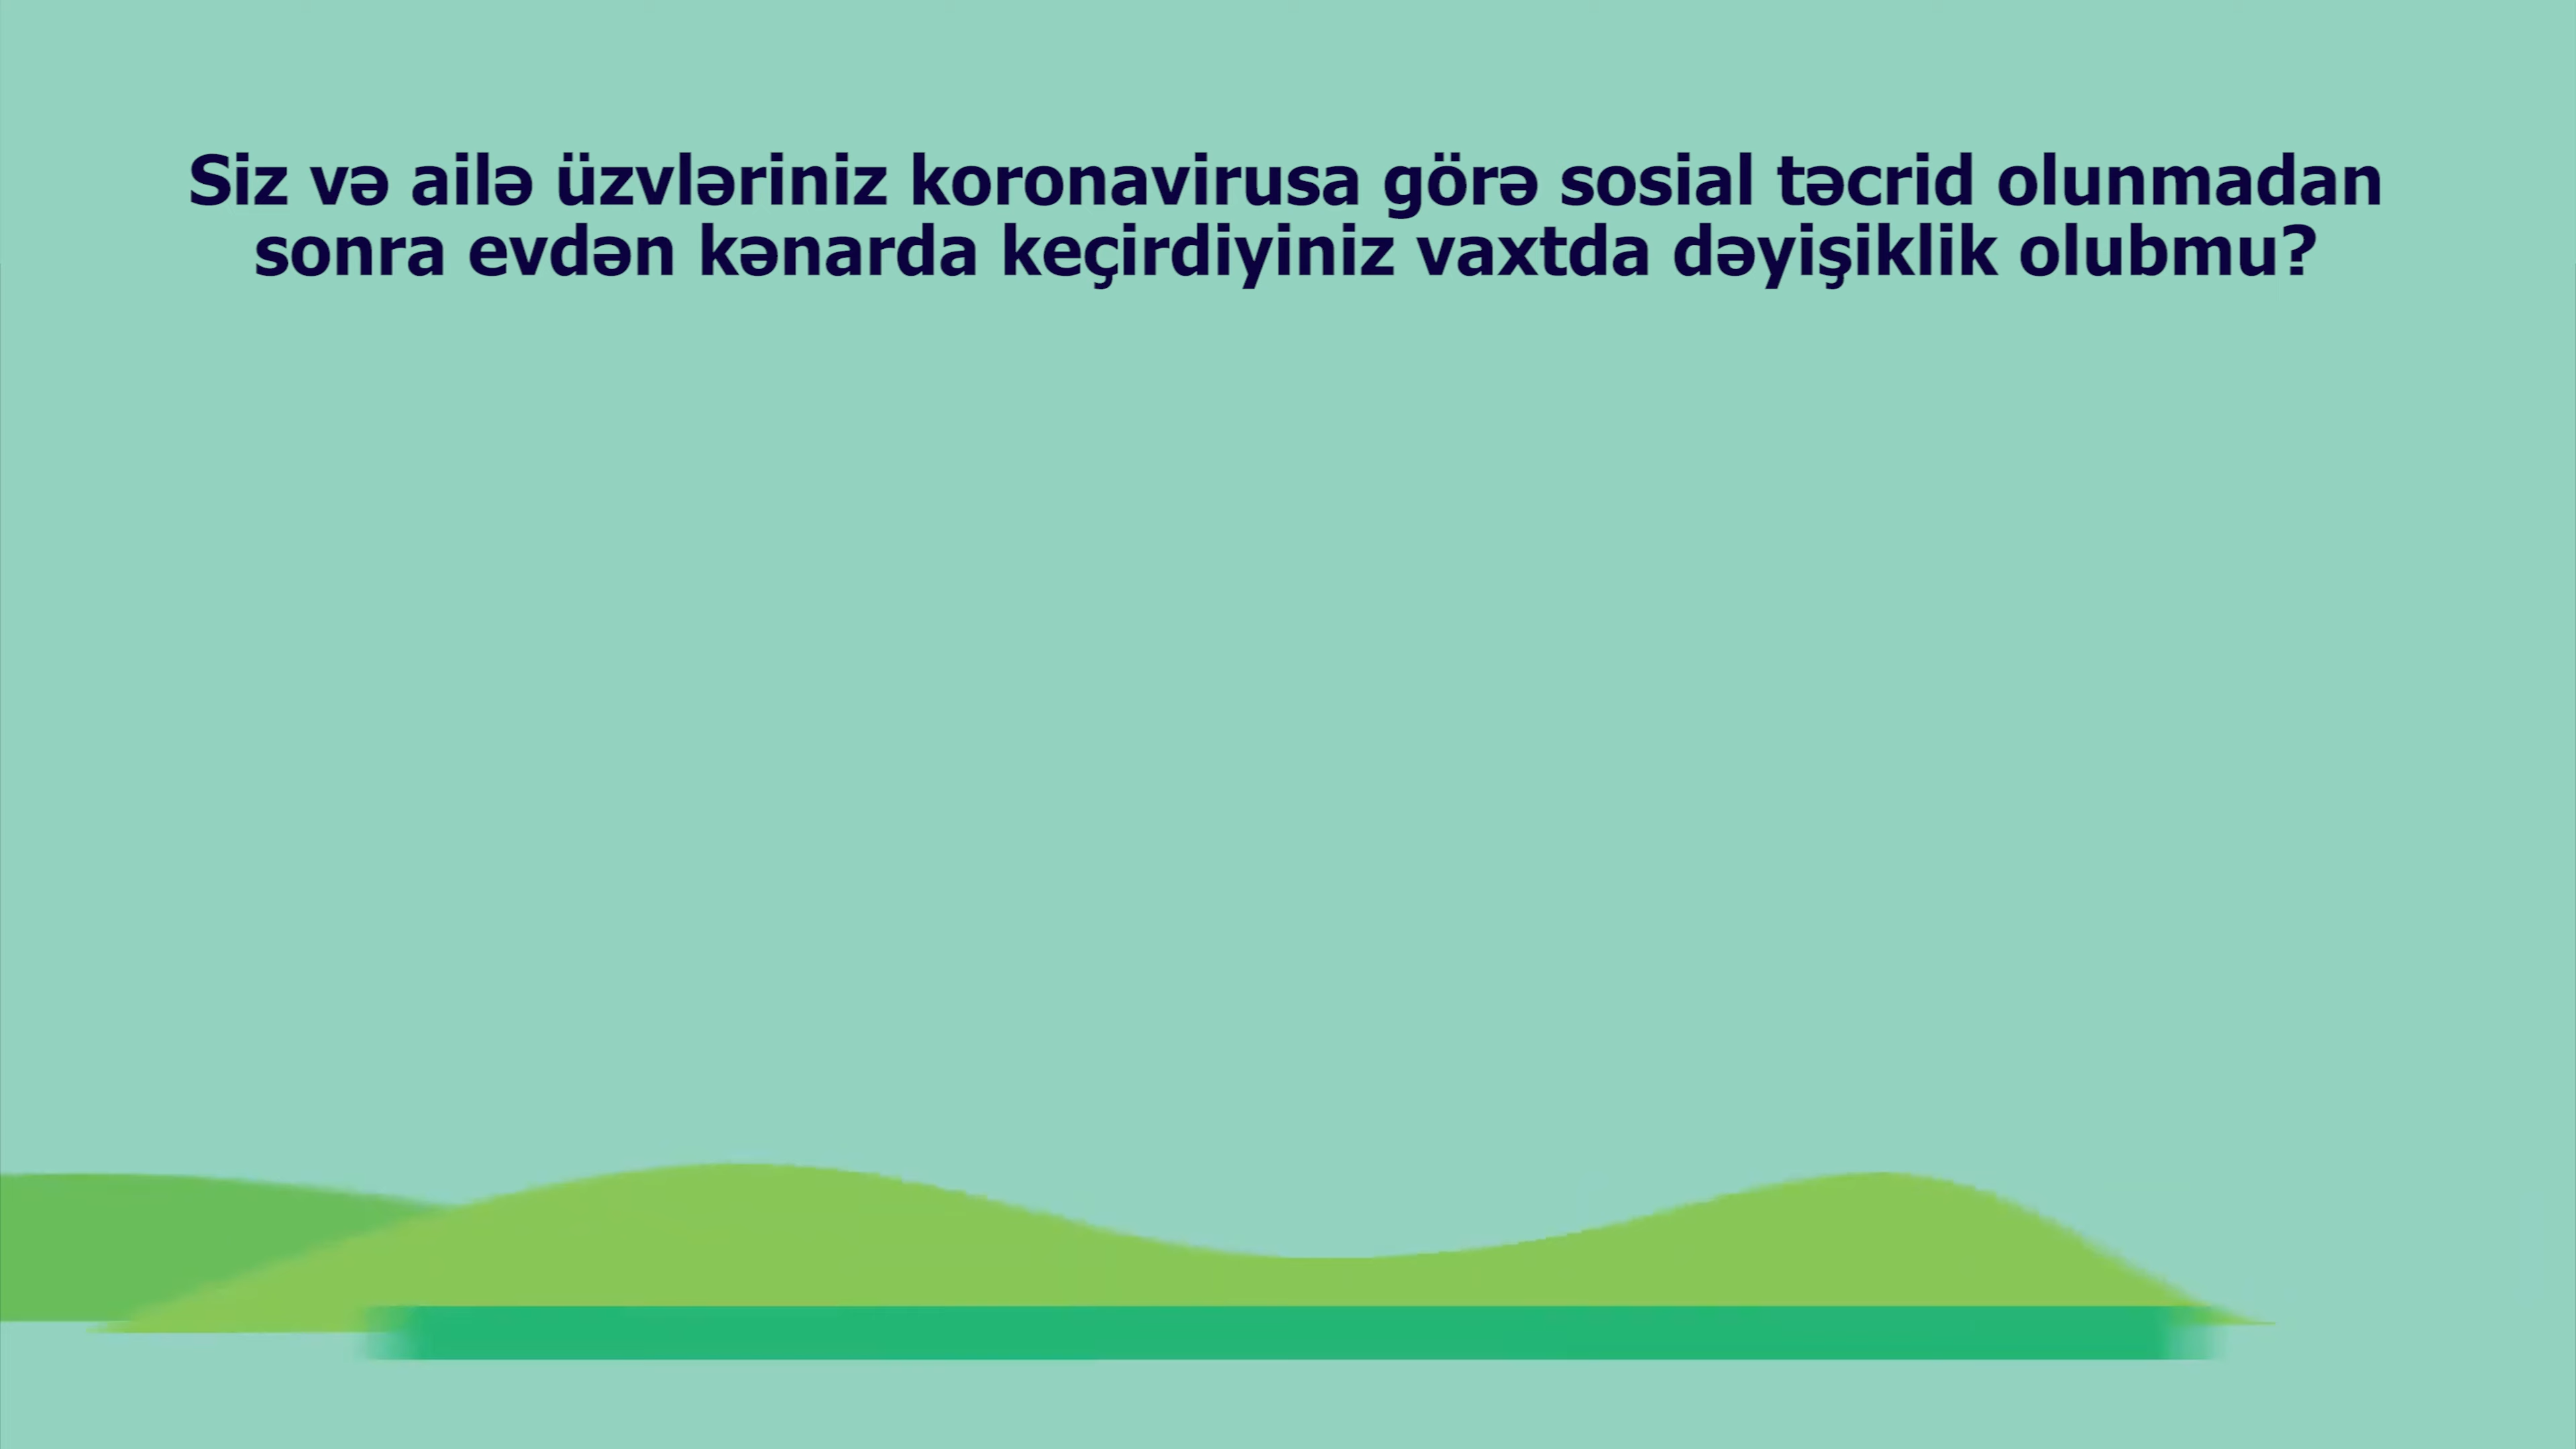 Siz və ailə üzvləriniz koronavirusa görə sosial təcrid olunmadan
sonra evdən kənarda keçirdiyiniz vaxtda dəyişiklik olubmu?